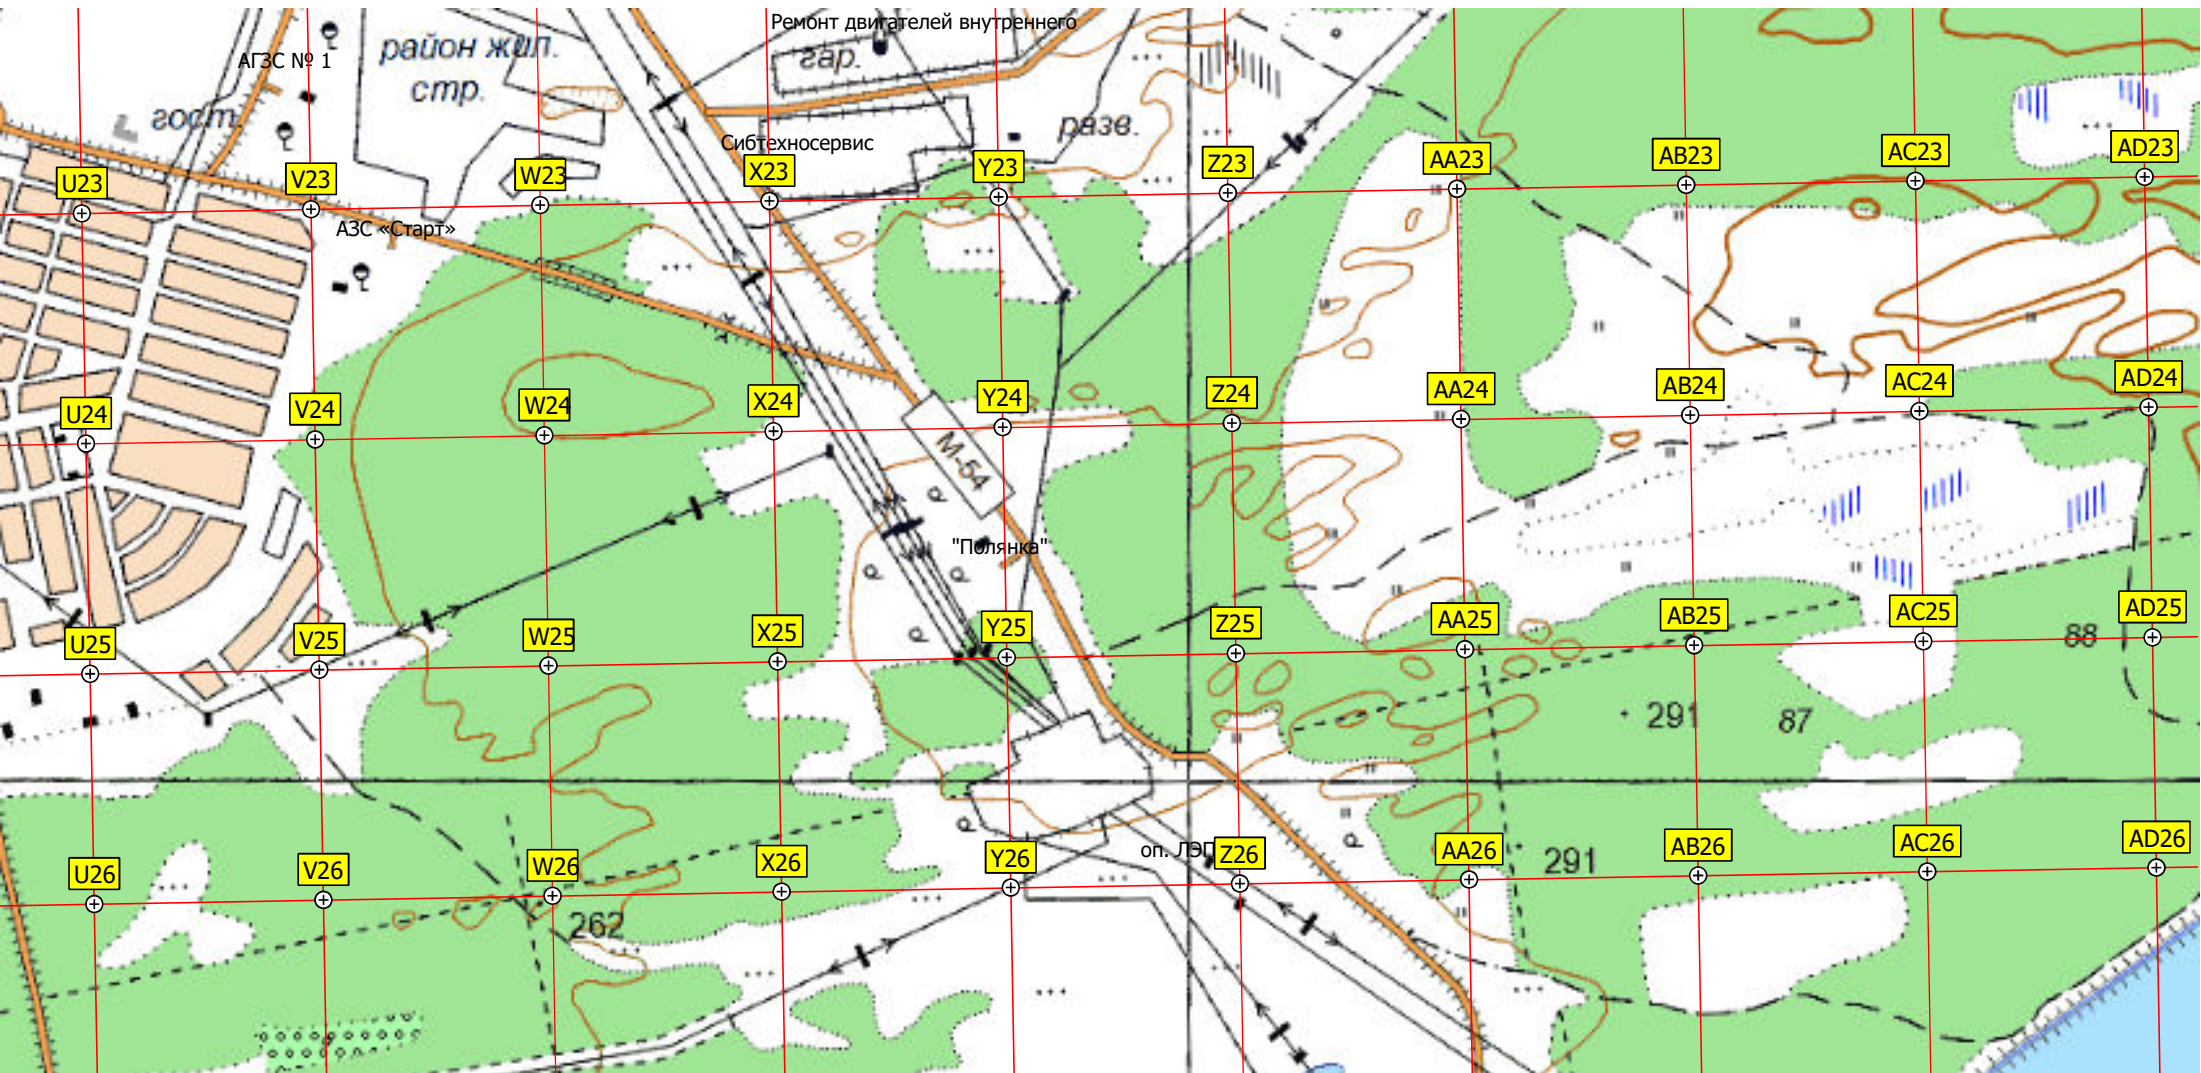 Ремонт двигателей внутреннего
район жил.
стр.
гар.
АГЗС № 1
гост.
разв.
Сибтехносервис
U23
V23
W23
X23
Y23
Z23
AA23
AB23
AC23
AD23
АЗС «Старт»
U24
V24
W24
X24
Y24
Z24
AA24
AB24
AC24
AD24
М-54
"Полянка"
U25
V25
W25
X25
Y25
Z25
AA25
AB25
AC25
AD25
88
291
87
оп. ЛЭП
U26
V26
W26
X26
Y26
Z26
AA26
291
AB26
AC26
AD26
262